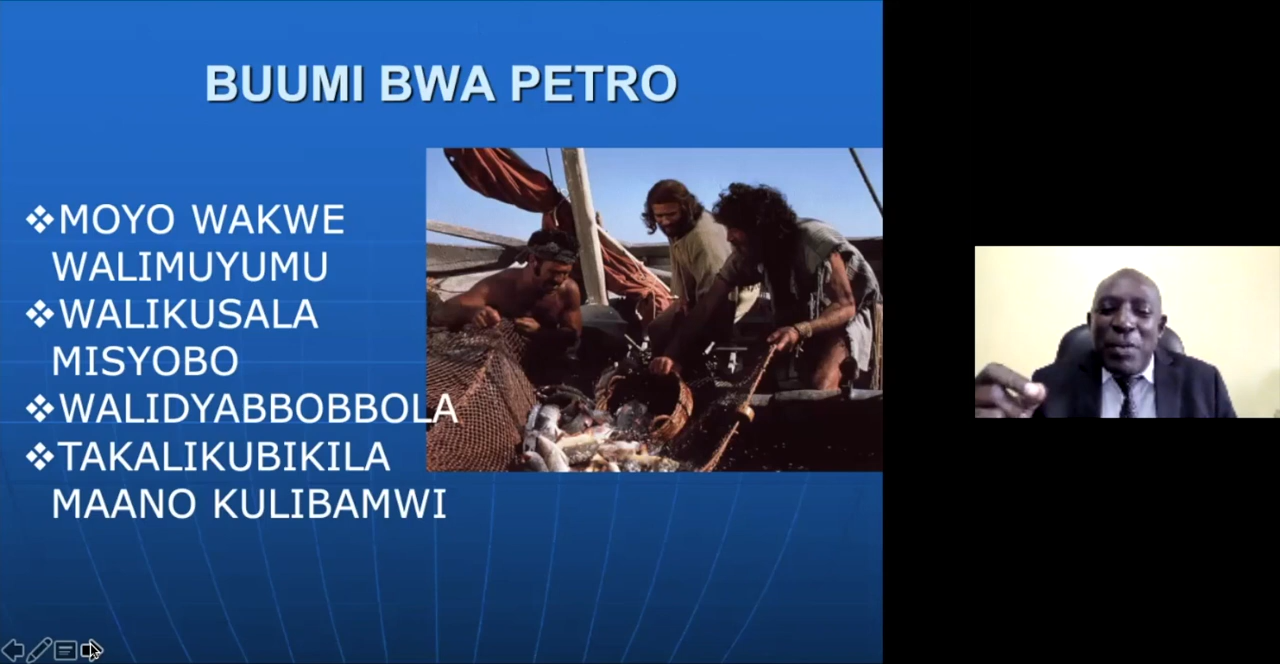 BUUMI BWA PETRO
❖MOYO WAKWE
WALIMUYUMU
❖WALIKUSALA
MISYOBO
❖WALIDYABBOBBOLA
❖TAKALIKUBIKILA
MAANO KULIBAMWI